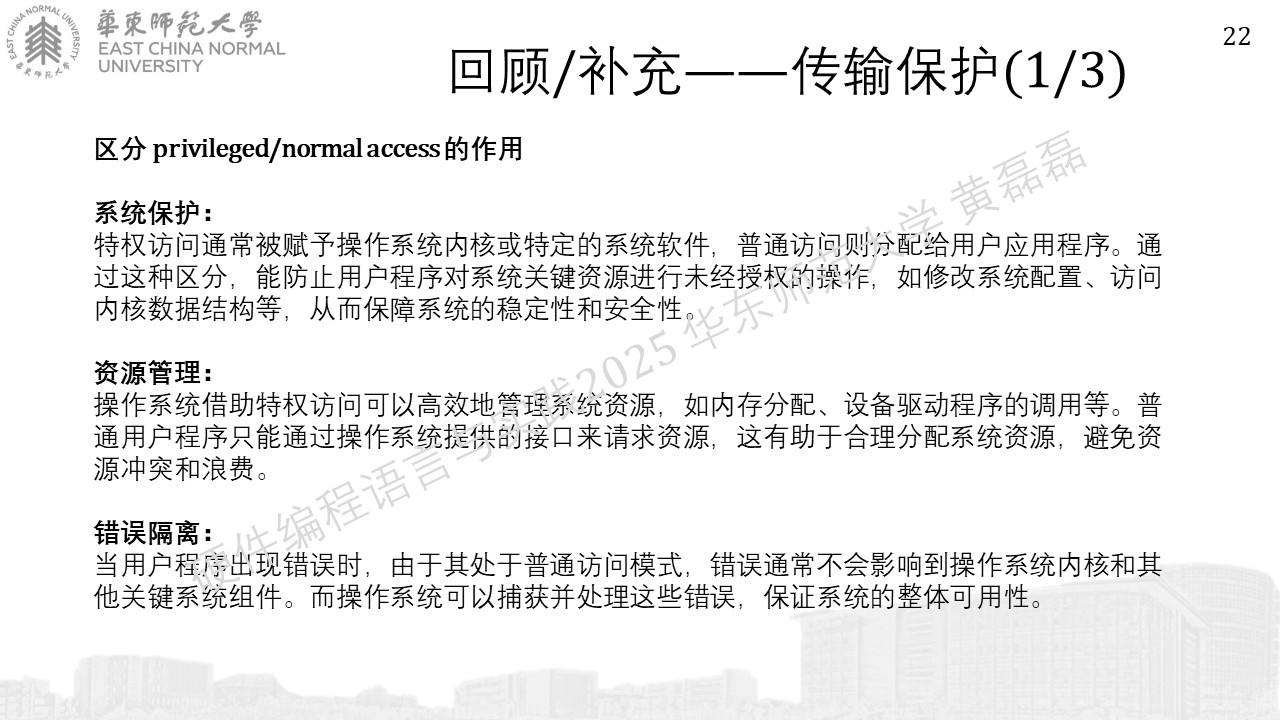 華東師範大學
EAST CHINA NORMAL
UNIVERSITY
22
回顾/补充——传输保护(1/3)
区分 privileged/normal access 的作用
系统保护：
特权访问通常被赋予操作系统内核或特定的系统软件，普通访问则分配给用户应用程序。通
过这种区分，能防止用户程序对系统关键资源进行未经授权的操作，如修改系统配置、访问
内核数据结构等，从而保障系统的稳定性和安全性。
资源管理：
操作系统借助特权访问可以高效地管理系统资源，如内存分配、设备驱动程序的调用等。普
通用户程序只能通过操作系统提供的接口来请求资源，这有助于合理分配系统资源，避免资
源冲突和浪费。
错误隔离：
当用户程序出现错误时，由于其处于普通访问模式，错误通常不会影响到操作系统内核和其
他关键系统组件。而操作系统可以捕获并处理这些错误，保证系统的整体可用性。
硬件编程语言与实践2025 华东师范大学 黄磊磊
EAST CHINA NORMAL UNIVERSITY
華東師範大學